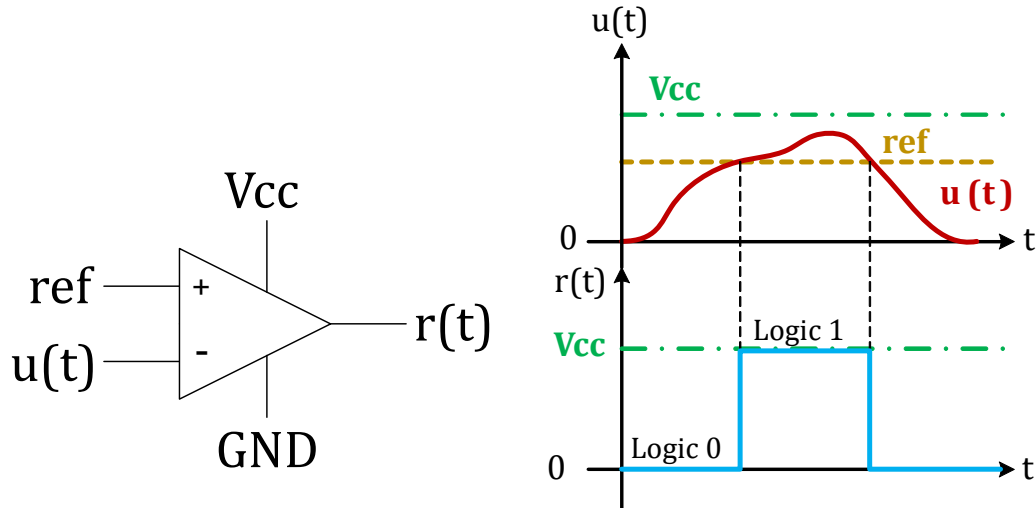 Vcc
ref
+
u(t)
-
r(t)
GND
u(t)
Vcc
ref
u(t)
0
t
r(t)
Vcc
Logic 1
Logic 0
0
t